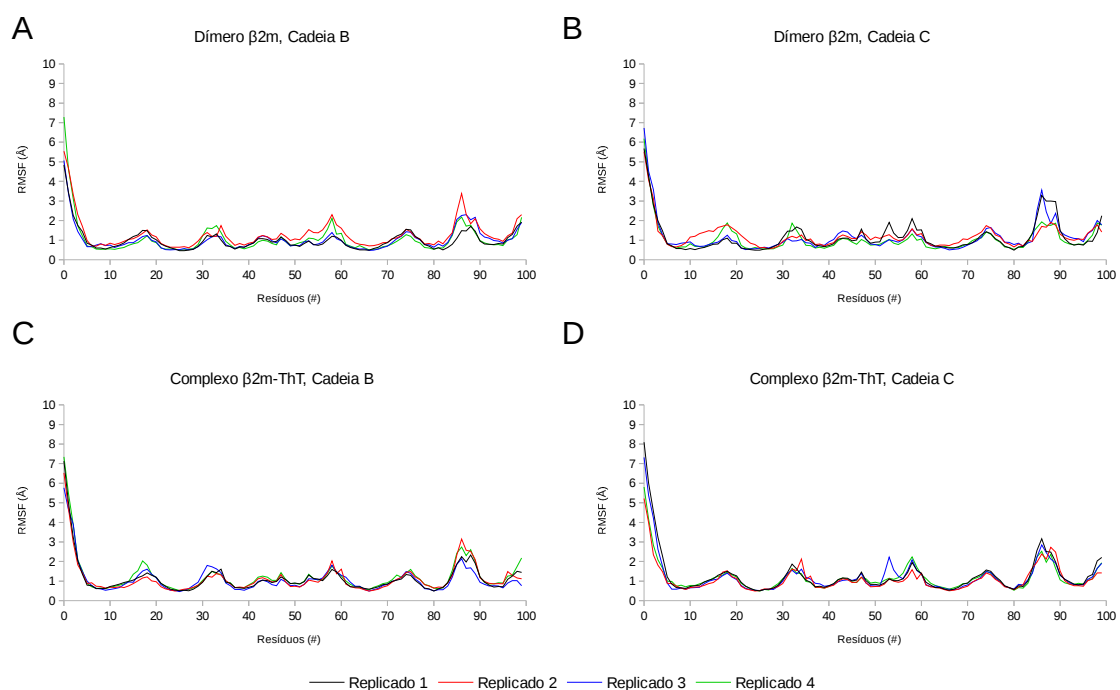 A
Dímero β2m, Cadeia B
10
9
8
7
6
5
4
3
2
1
0
RMSF (Å)
0 10 20 30 40 50 60 70 80 90 100
Resíduos (#)
B
Dímero β2m, Cadeia C
10
9
8
7
6
5
4
3
2
1
0
RMSF (Å)
0 10 20 30 40 50 60 70 80 90 100
Resíduos (#)
C
Complexo β2m-ThT, Cadeia B
10
9
8
7
6
5
4
3
2
1
0
RMSF (Å)
0 10 20 30 40 50 60 70 80 90 100
Resíduos (#)
D
Complexo β2m-ThT, Cadeia C
10
9
8
7
6
5
4
3
2
1
0
RMSF (Å)
0 10 20 30 40 50 60 70 80 90 100
Resíduos (#)
Replicado 1 Replicado 2 Replicado 3 Replicado 4